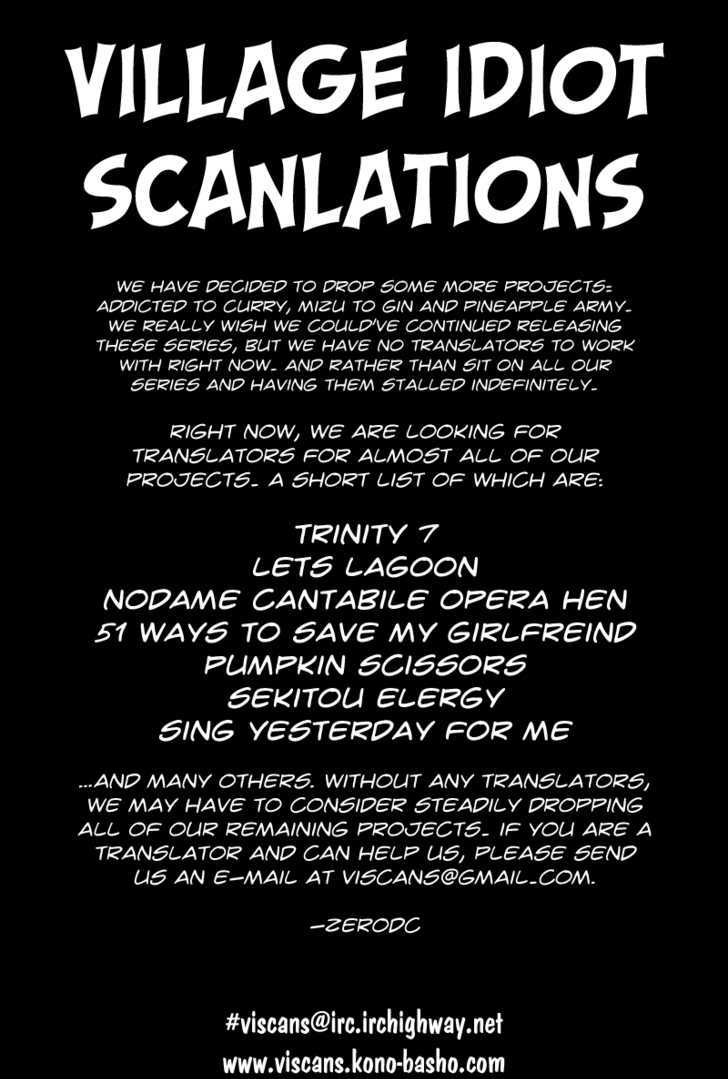 VILLAGE IDIOT
SCANLATIONS
WE HAVE DECIDED TO DROP SOME MORE PROJECTS:
ADDICTED TO CURRY, MIZU TO GIN AND PINEAPPLE ARMY.
WE REALLY WISH WE COULD'VE CONTINUED RELEASING
THESE SERIES, BUT WE HAVE NO TRANSLATORS TO WORK
WITH RIGHT NOW. AND RATHER THAN SIT ON ALL OUR
SERIES AND HAVING THEM STALLED INDEFINITELY.
RIGHT NOW, WE ARE LOOKING FOR
TRANSLATORS FOR ALMOST ALL OF OUR
PROJECTS. A SHORT LIST OF WHICH ARE:
TRINITY 7
LETS LAGOON
NODAME CANTABILE OPERA HEN
51 WAYS TO SAVE MY GIRLFREIND
PUMPKIN SCISSORS
SEKITOU ELERGY
SING YESTERDAY FOR ME
...AND MANY OTHERS. WITHOUT ANY TRANSLATORS,
WE MAY HAVE TO CONSIDER STEADILY DROPPING
ALL OF OUR REMAINING PROJECTS. IF YOU ARE A
TRANSLATOR AND CAN HELP US, PLEASE SEND
US AN E-MAIL AT VISCANS@GMAIL.COM.
-ZERODC
#viscans@irc.irchighway.net
www.viscans.kono-basho.com